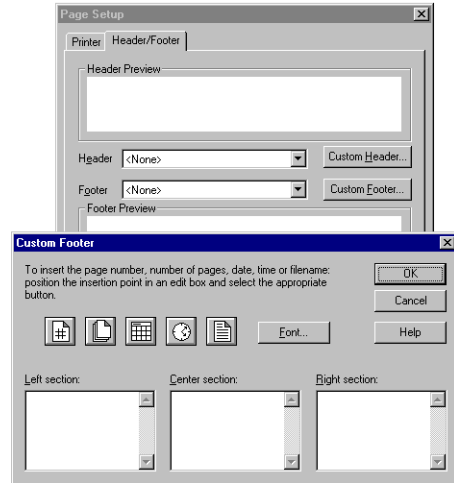 Page Setup
Printer Header/Footer
Header Preview
Header <None> Custom Header...
Footer <None> Custom Footer...
Footer Preview
Custom Footer
To insert the page number, number of pages, date, time or filename:
position the insertion point in an edit box and select the appropriate
button.
OK
Cancel
# Font... Help
Left section: Center section: Right section: